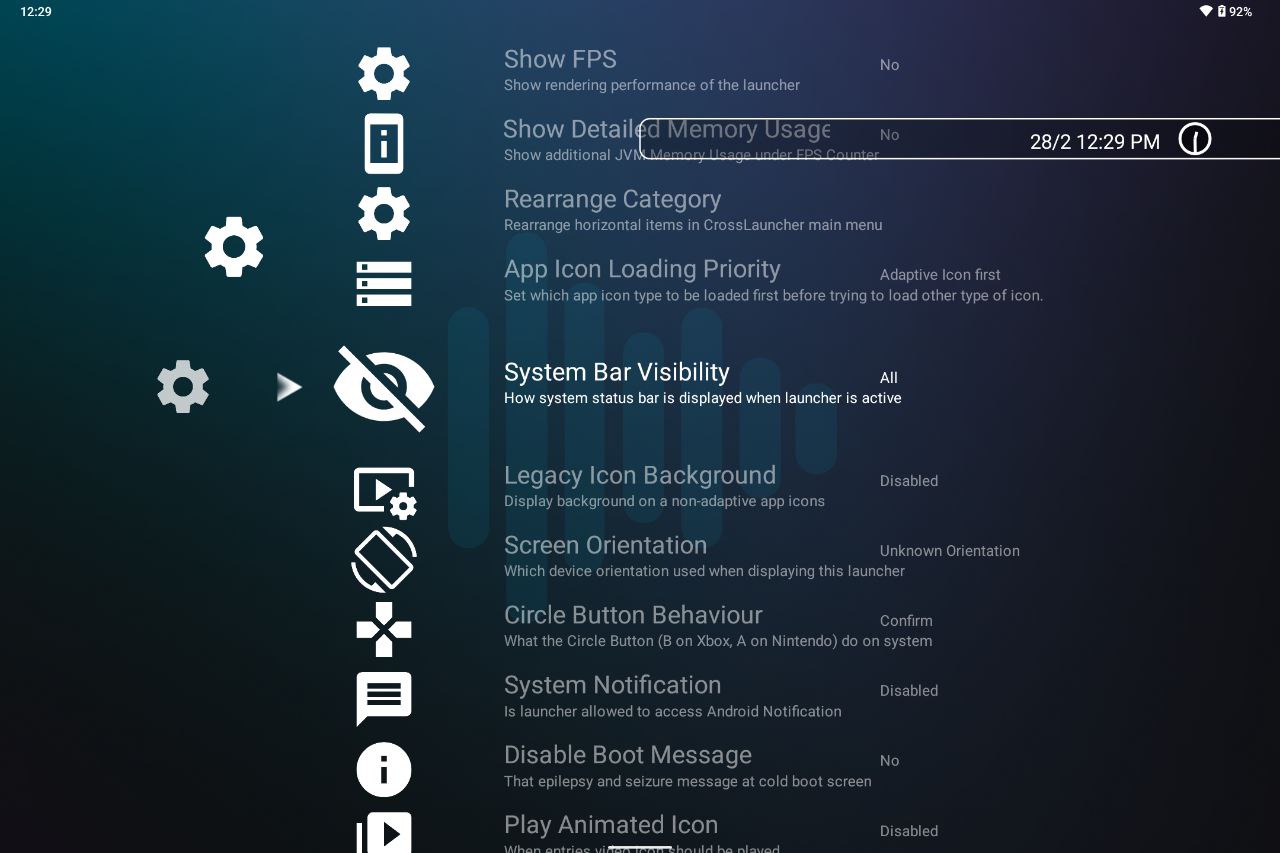 12:29
92%
Show FPS
No
Show rendering performance of the launcher
Show Detailed Memory Usage
No
28/2 12:29 PM
Show additional JVM Memory Usage under FPS Counter
Rearrange Category
Rearrange horizontal items in CrossLauncher main menu
App Icon Loading Priority
Adaptive Icon first
Set which app icon type to be loaded first before trying to load other type of icon.
System Bar Visibility
All
How system status bar is displayed when launcher is active
Legacy Icon Background
Disabled
Display background on a non-adaptive app icons
Screen Orientation
Unknown Orientation
Which device orientation used when displaying this launcher
Circle Button Behaviour
Confirm
What the Circle Button (B on Xbox, A on Nintendo) do on system
System Notification
Disabled
Is launcher allowed to access Android Notification
Disable Boot Message
No
That epilepsy and seizure message at cold boot screen
Play Animated Icon
Disabled
When entries video icon should be played